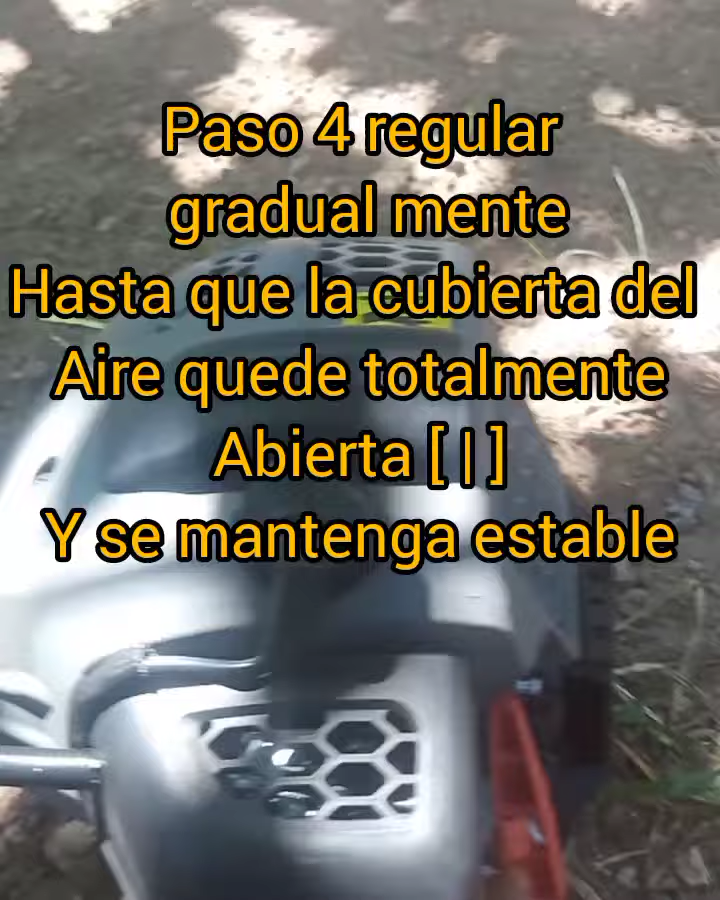 Paso 4 regular
gradual mente
Hasta que la cubierta del
Aire quede totalmente
Abierta [ | ]
Y se mantenga estable